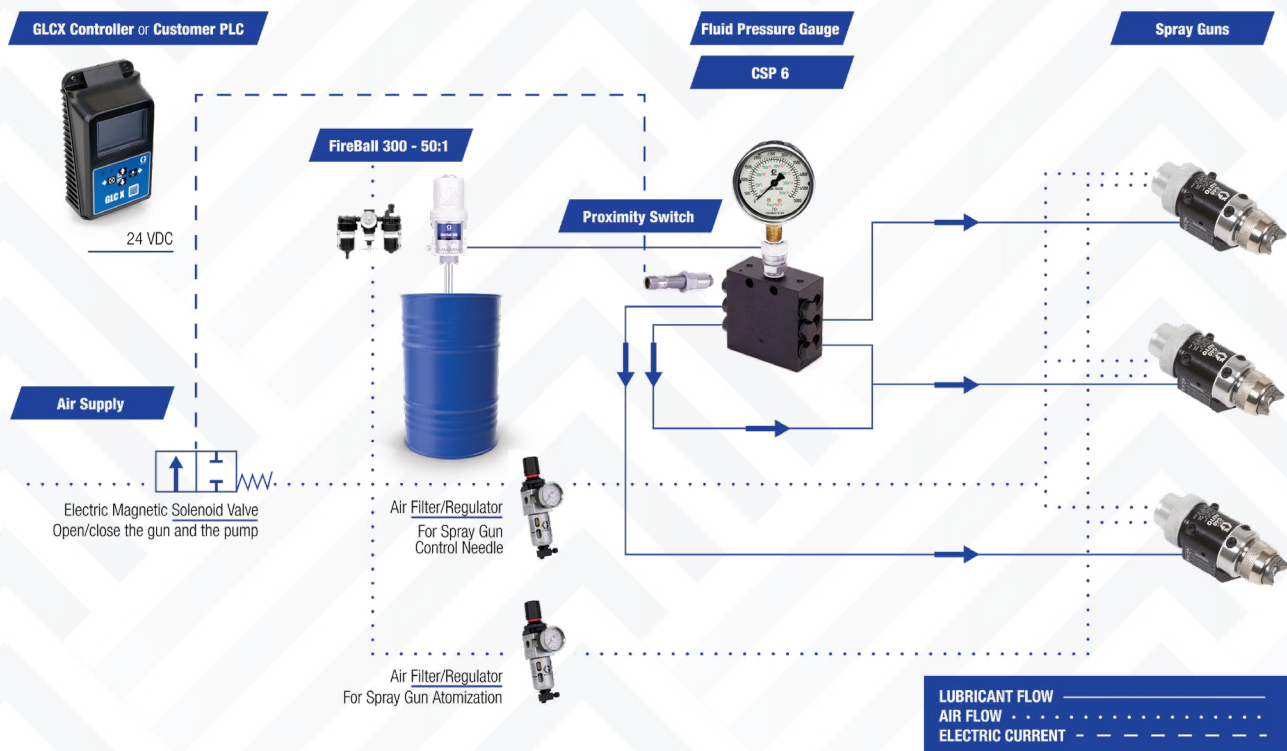 GLCX Controller or Customer PLC
Fluid Pressure Gauge
Spray Guns
CSP 6
FireBall 300 - 50:1
GLC X
Proximity Switch
24 VDC
Air Supply
Electric Magnetic Solenoid Valve
Open/close the gun and the pump
Air Filter/Regulator
For Spray Gun
Control Needle
Air Filter/Regulator
For Spray Gun Atomization
LUBRICANT FLOW
AIR FLOW
ELECTRIC CURRENT